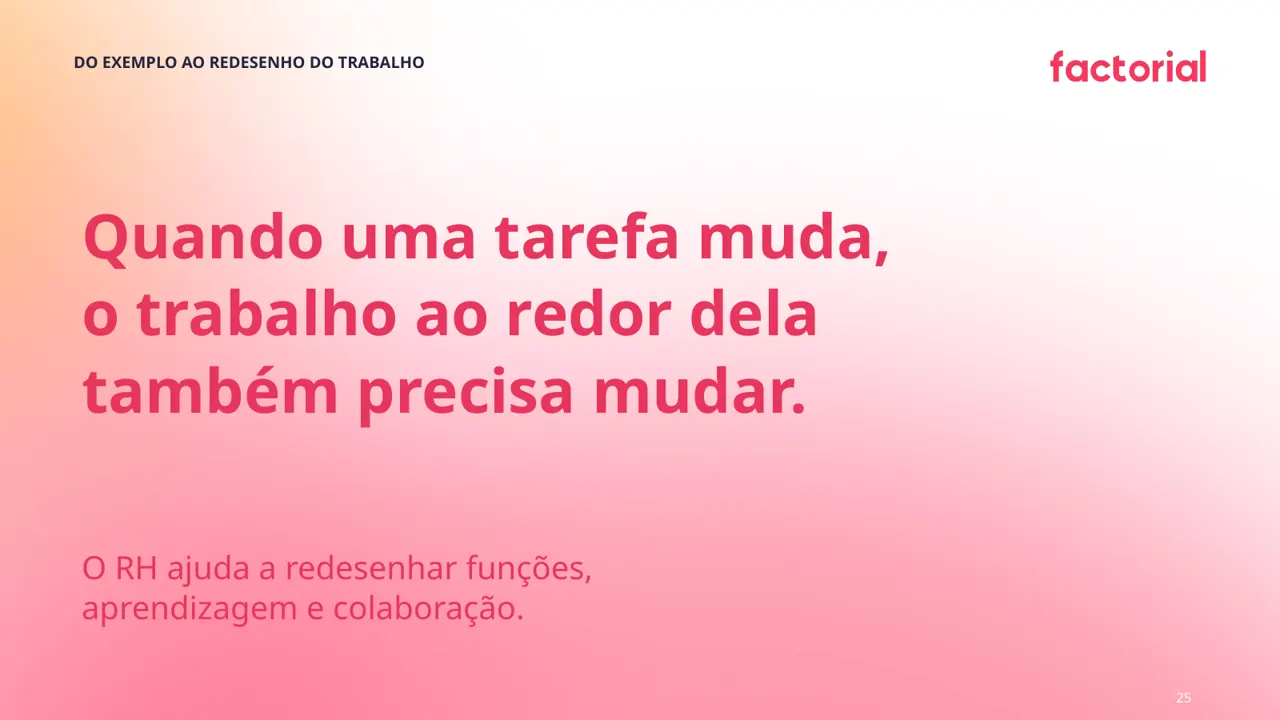 DO EXEMPLO AO REDESENHO DO TRABALHO
factorial
Quando uma tarefa muda,
o trabalho ao redor dela
também precisa mudar.
O RH ajuda a redesenhar funções,
aprendizagem e colaboração.
25